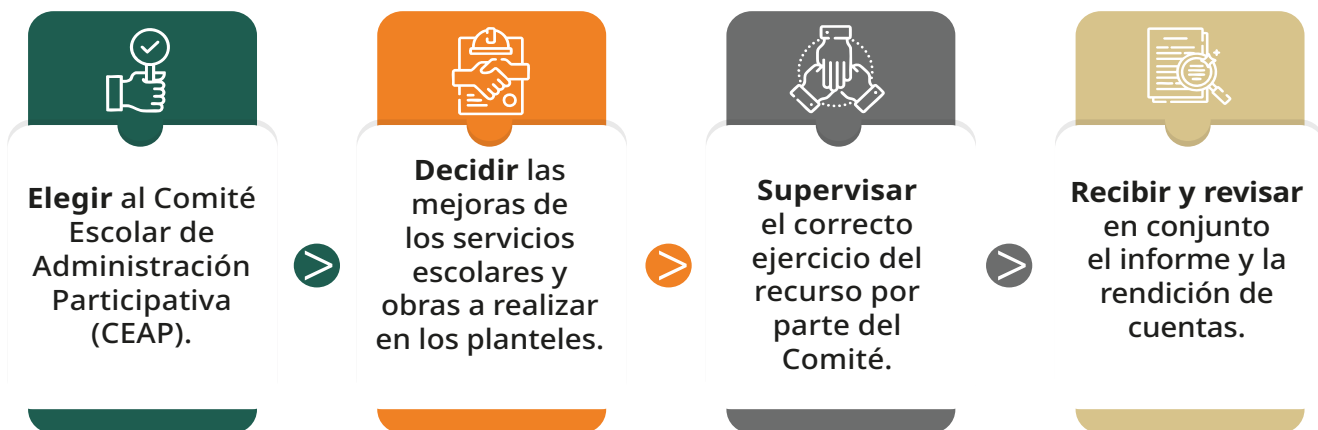 Elegir al Comité
Escolar de
Administración
Participativa
(CEAP).
>
Decidir las
mejoras de
los servicios
escolares y
obras a realizar
en los planteles.
>
Supervisar
el correcto
ejercicio del
recurso por
parte del
Comité.
>
Recibir y revisar
en conjunto
el informe y la
rendición de
cuentas.